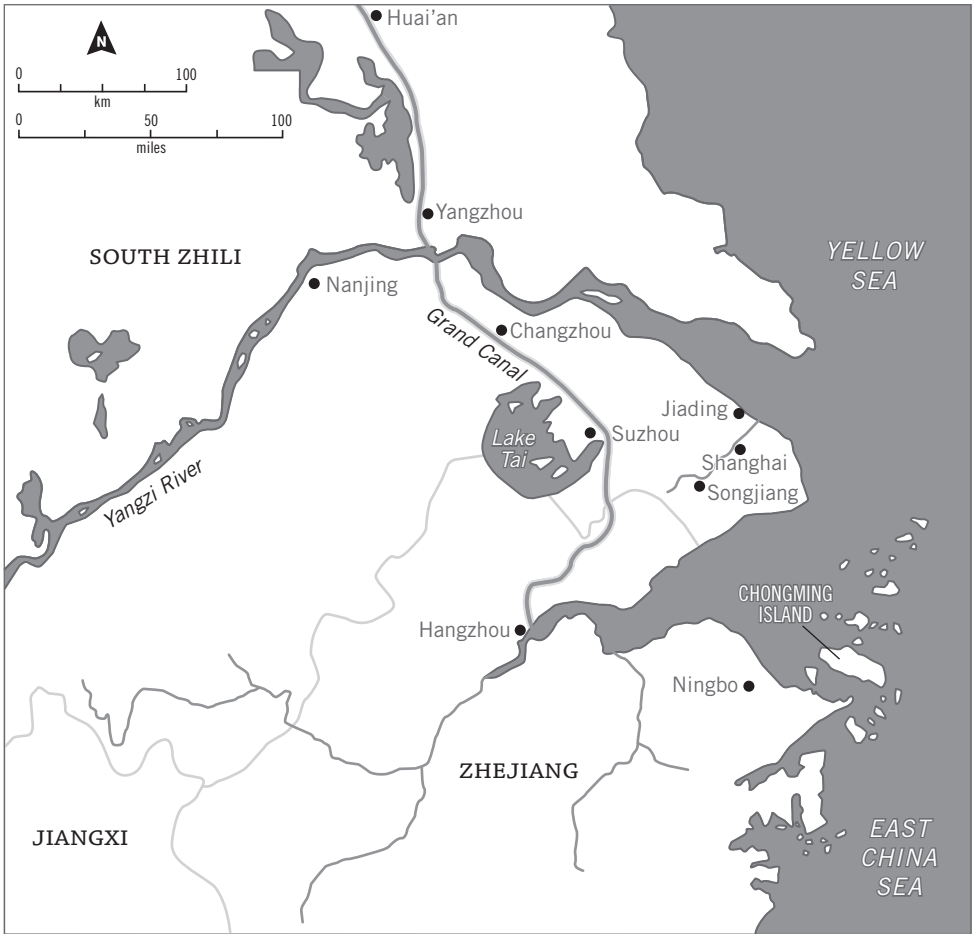 Huai'an
N
0 100
km
0 50 100
miles
Yangzhou
SOUTH ZHILI
YELLOW
SEA
Nanjing
Grand Canal
Changzhou
Jiading
Lake
Tai
Suzhou
Shanghai
Yangzi River
Songjiang
CHONGMING
ISLAND
Hangzhou
Ningbo
ZHEJIANG
JIANGXI
EAST
CHINA
SEA